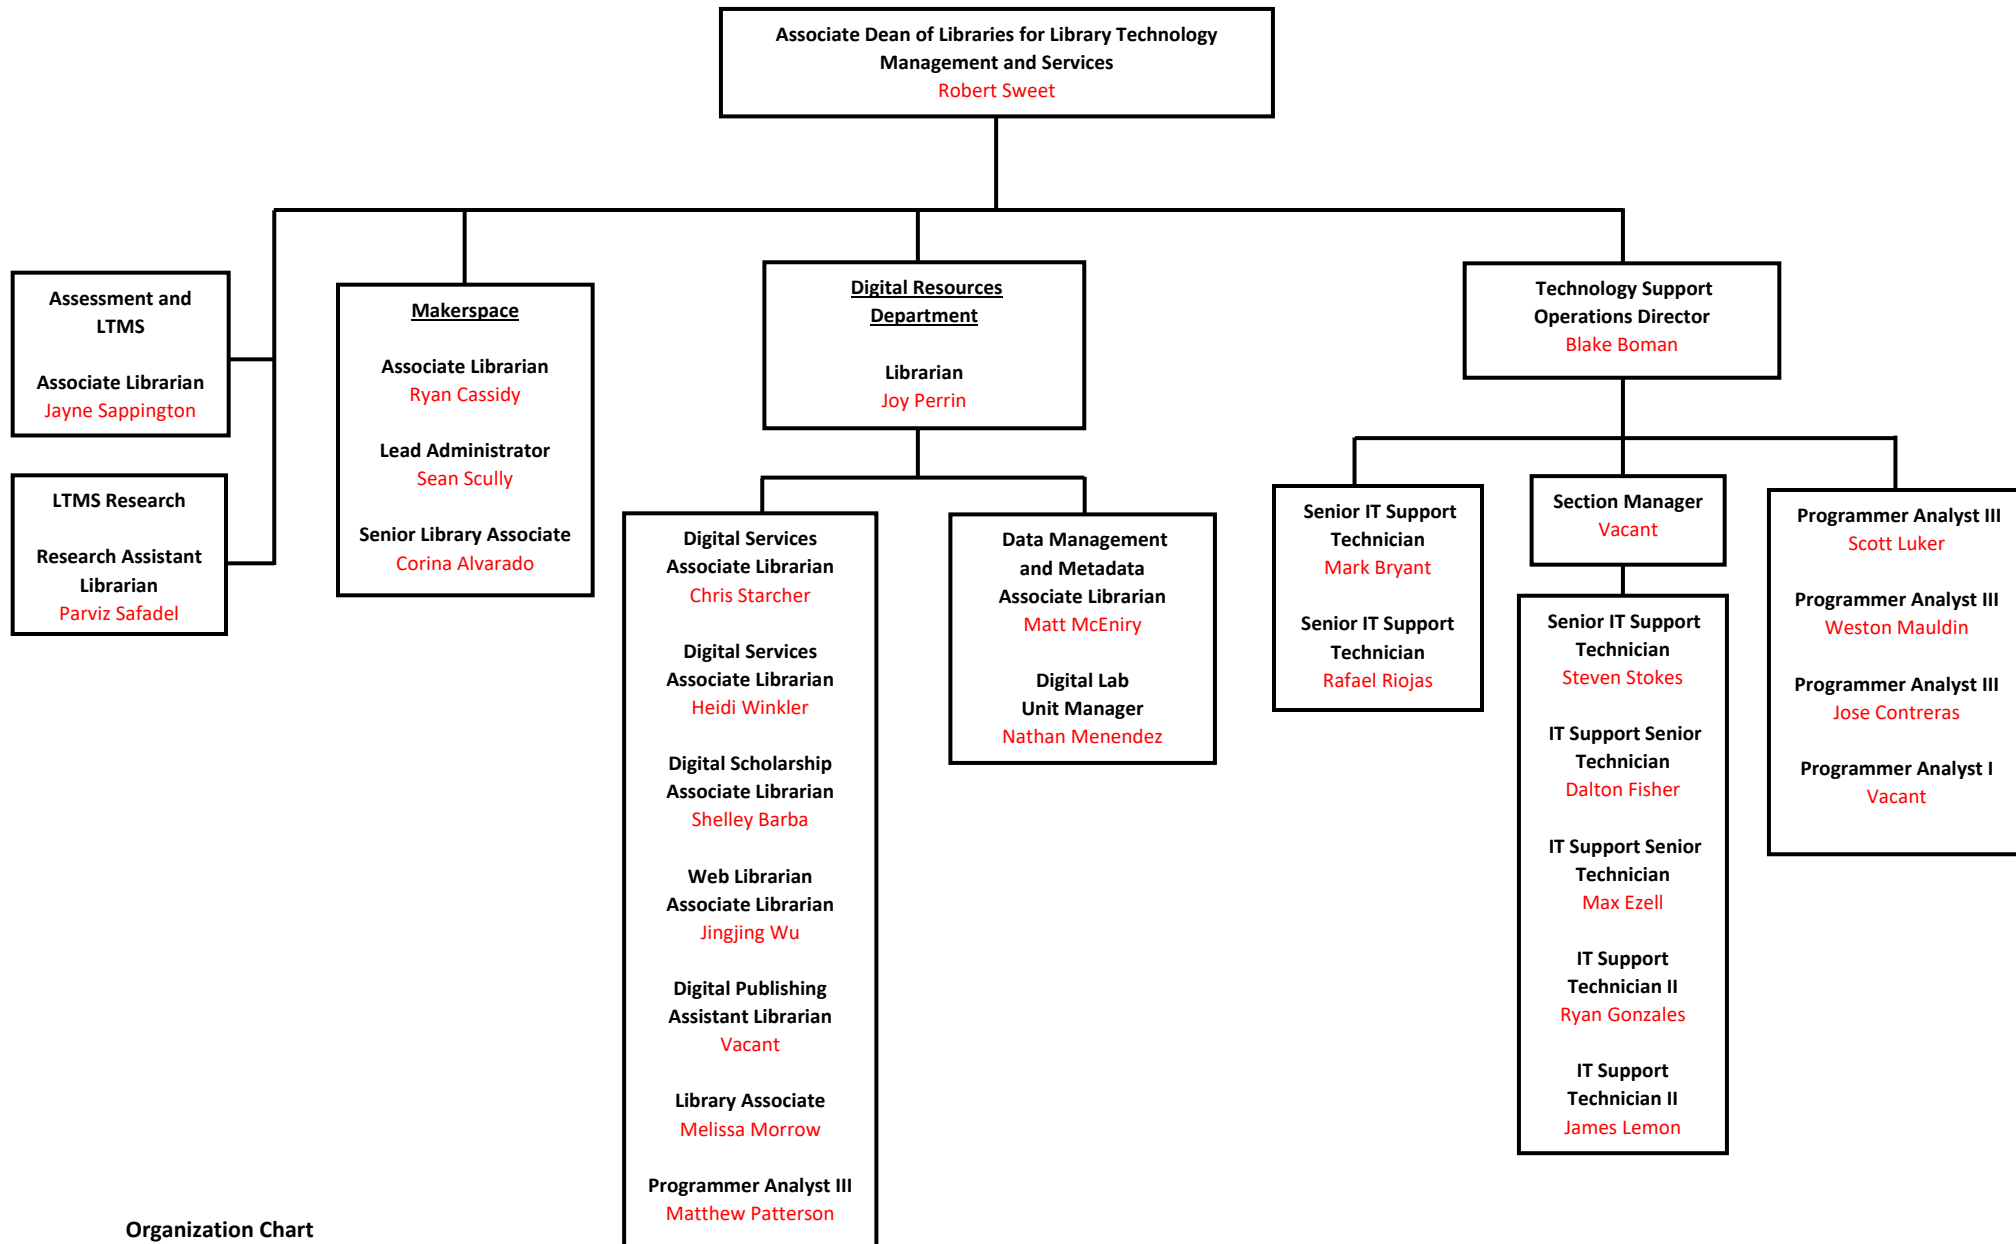 Associate Dean of Libraries for Library Technology
Management and Services
Robert Sweet
Assessment and
LTMS
Associate Librarian
Jayne Sappington
LTMS Research
Research Assistant
Librarian
Parviz Safadel
Makerspace
Associate Librarian
Ryan Cassidy
Lead Administrator
Sean Scully
Senior Library Associate
Corina Alvarado
Digital Resources
Department
Librarian
Joy Perrin
Digital Services
Associate Librarian
Chris Starcher
Digital Services
Associate Librarian
Heidi Winkler
Digital Scholarship
Associate Librarian
Shelley Barba
Web Librarian
Associate Librarian
Jingjing Wu
Digital Publishing
Assistant Librarian
Vacant
Library Associate
Melissa Morrow
Programmer Analyst III
Matthew Patterson
Data Management
and Metadata
Associate Librarian
Matt McEniry
Digital Lab
Unit Manager
Nathan Menendez
Technology Support
Operations Director
Blake Boman
Senior IT Support
Technician
Mark Bryant
Senior IT Support
Technician
Rafael Riojas
Section Manager
Vacant
Senior IT Support
Technician
Steven Stokes
IT Support Senior
Technician
Dalton Fisher
IT Support Senior
Technician
Max Ezell
IT Support
Technician II
Ryan Gonzales
IT Support
Technician II
James Lemon
Programmer Analyst III
Scott Luker
Programmer Analyst III
Weston Mauldin
Programmer Analyst III
Jose Contreras
Programmer Analyst I
Vacant
Organization Chart